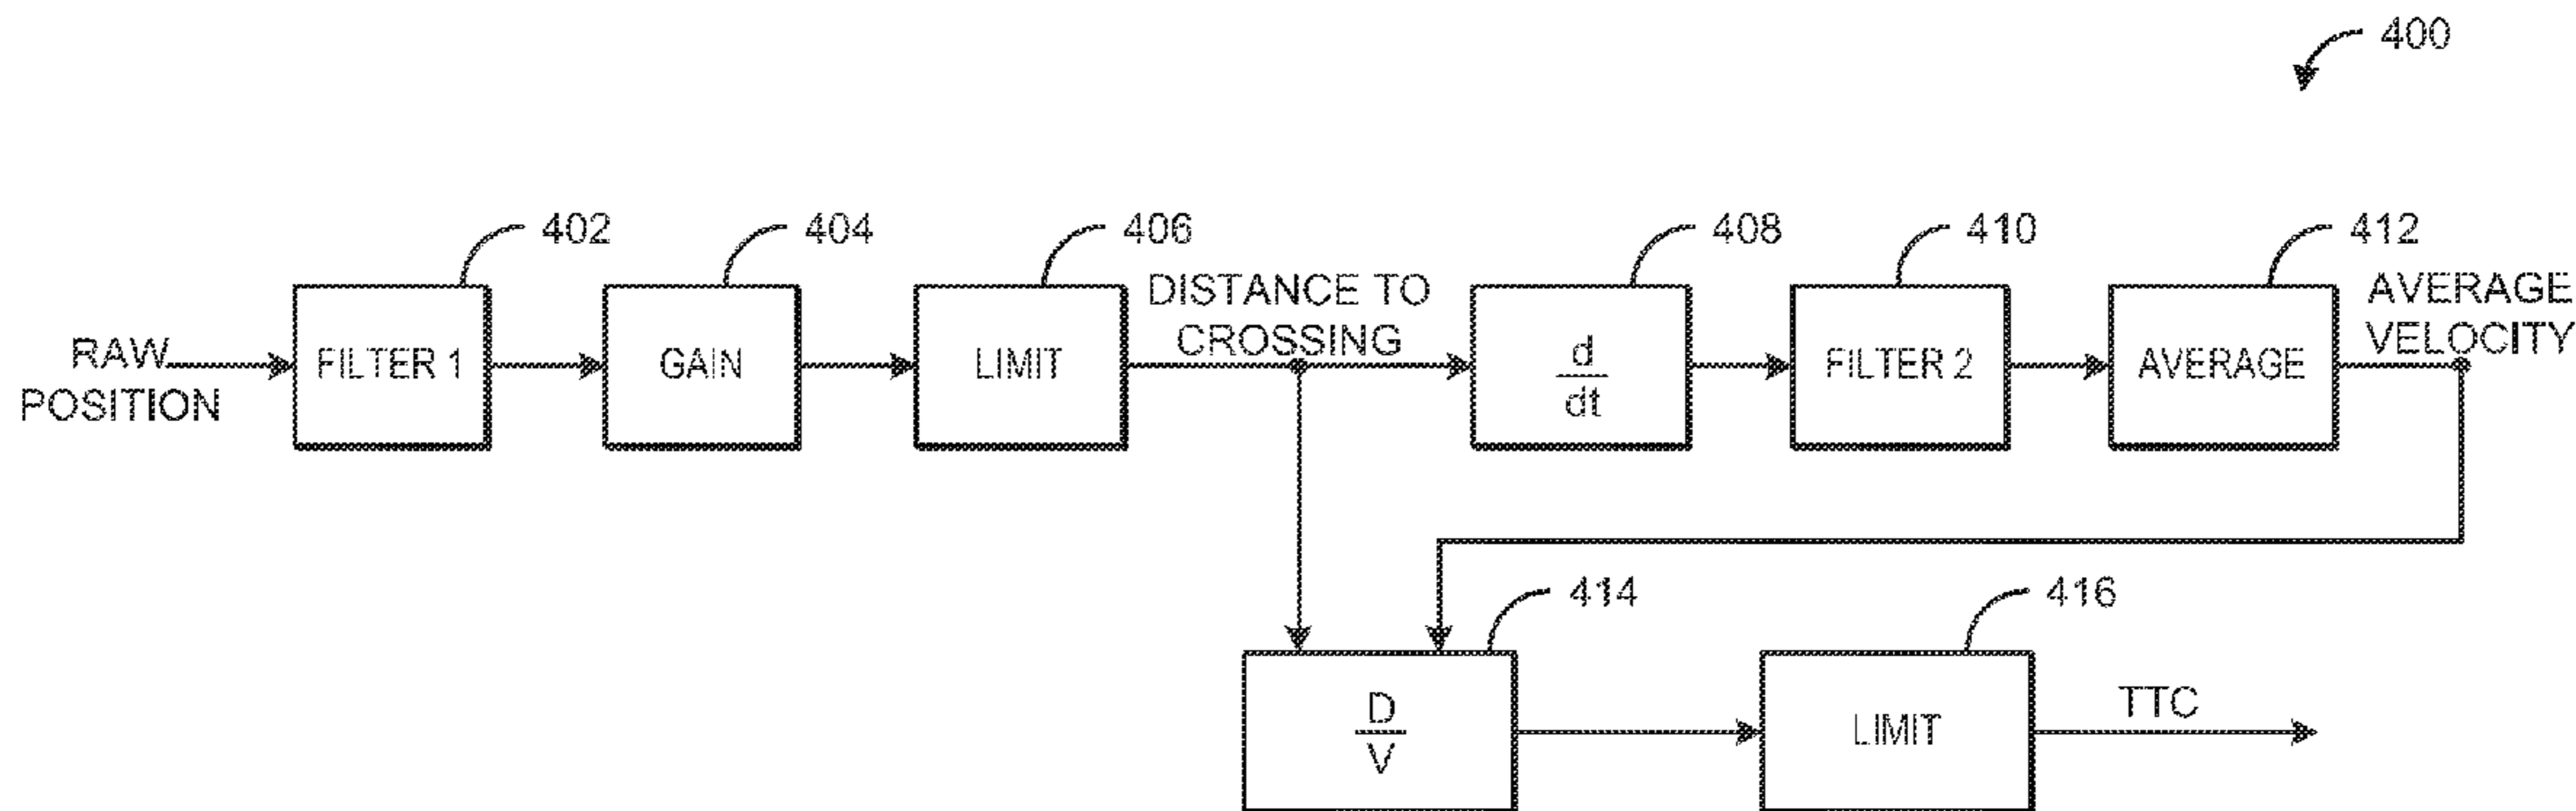 400
402
404
406
408
410
412
RAW
POSITION
FILTER 1
GAIN
LIMIT
DISTANCE TO
CROSSING
d
dt
FILTER 2
AVERAGE
AVERAGE
VELOCITY
414
416
D
V
LIMIT
TTC